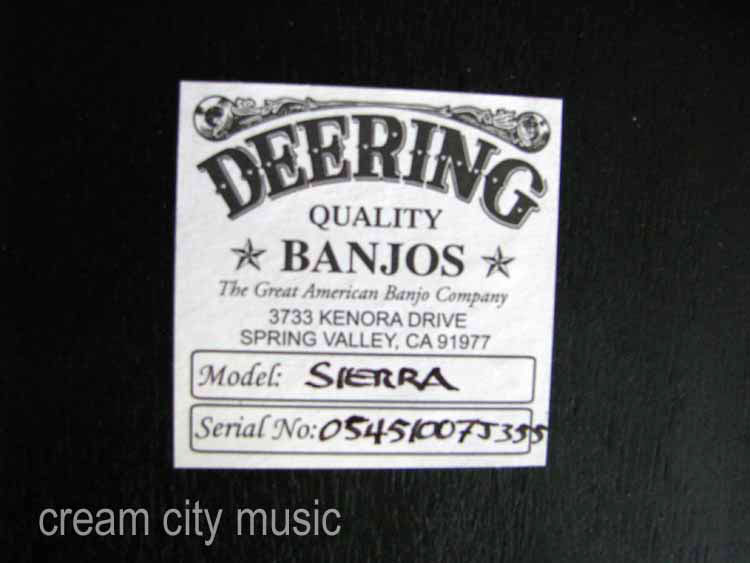 DEERING
QUALITY
BANJOS
The Great American Banjo Company
3733 KENORA DRIVE
SPRING VALLEY, CA 91977
Model: SIERRA
Serial No: 05451007J355
cream city music